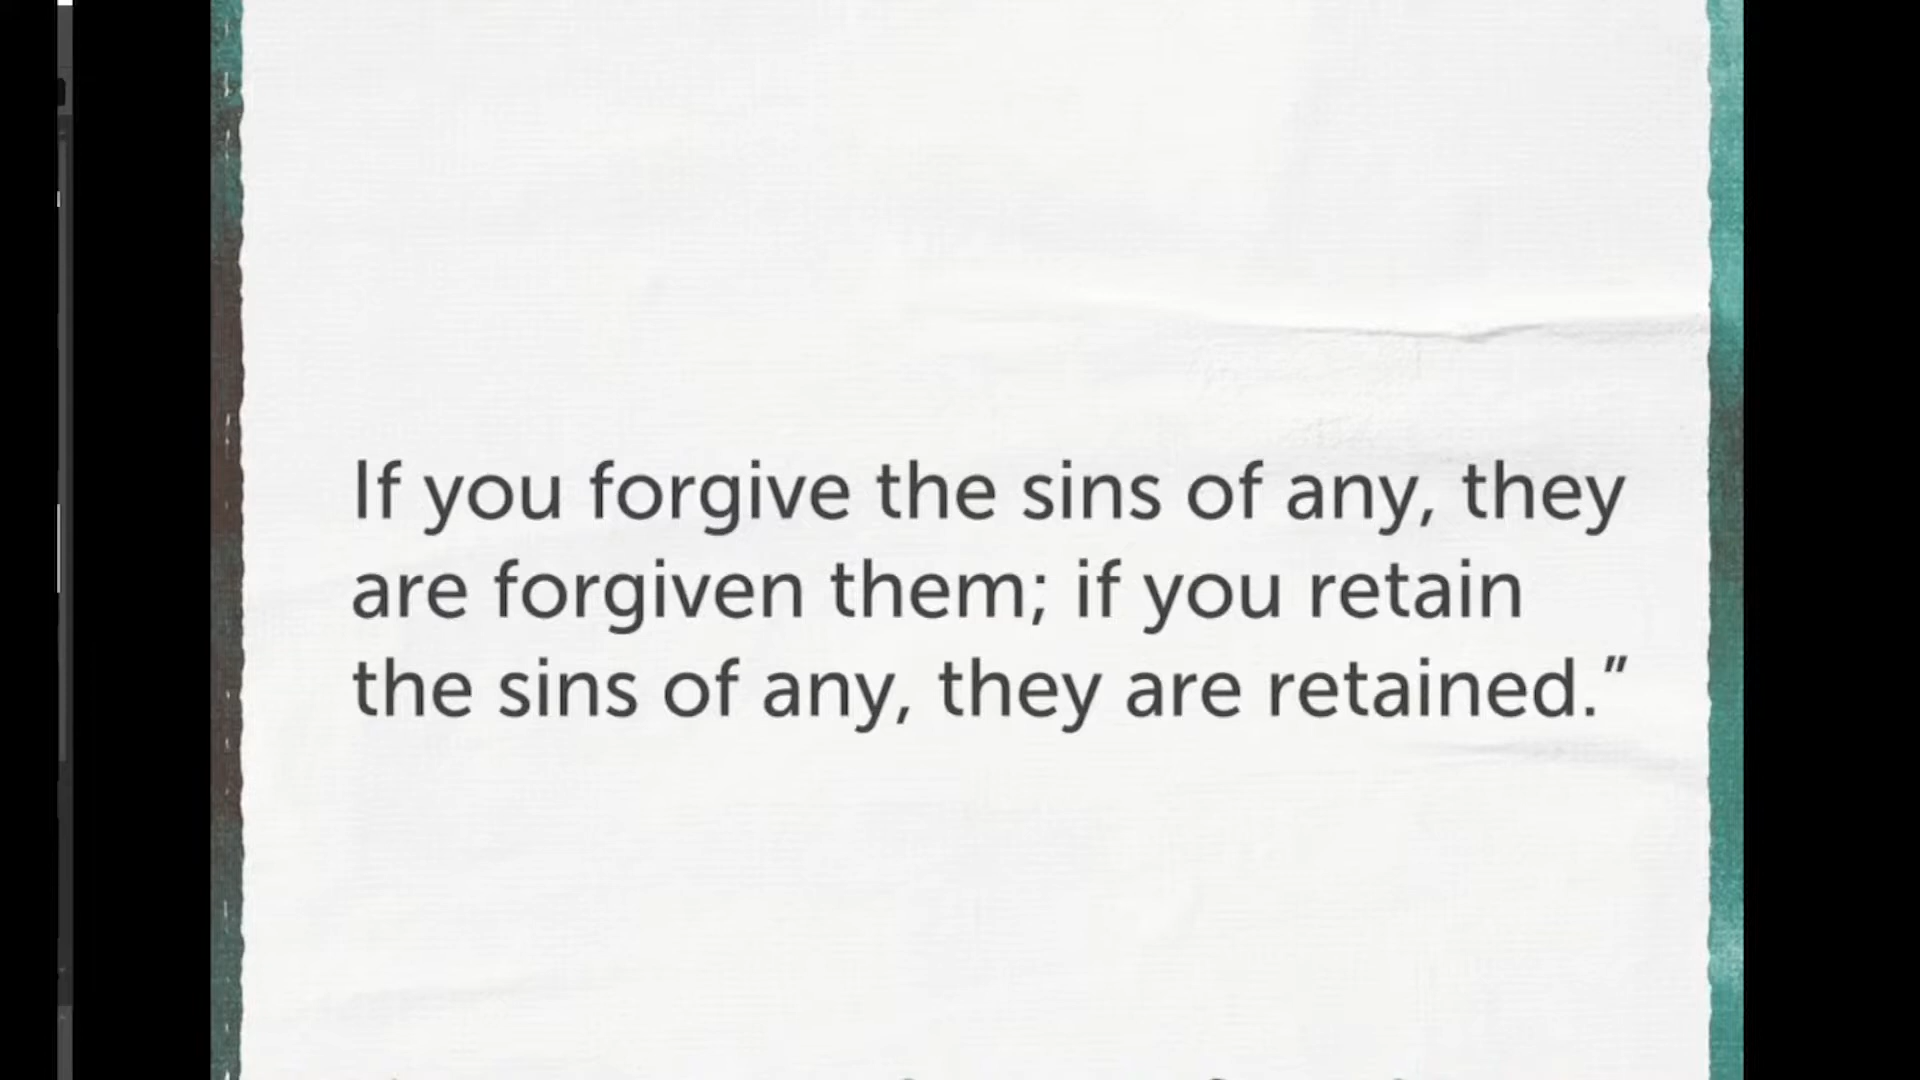 If you forgive the sins of any, they
are forgiven them; if you retain
the sins of any, they are retained.”